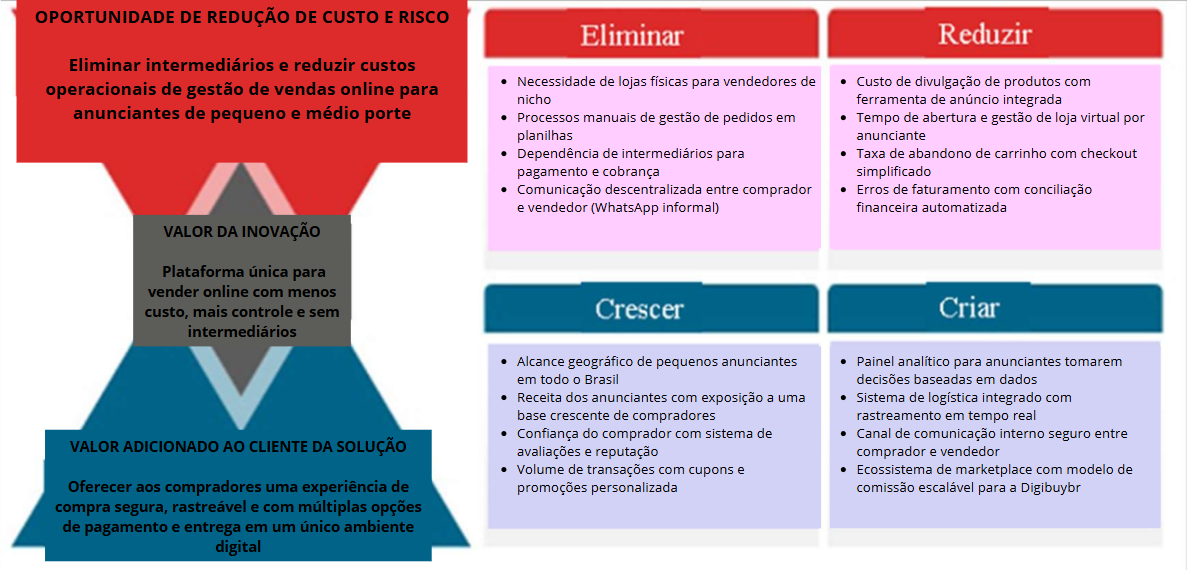 OPORTUNIDADE DE REDUÇÃO DE CUSTO E RISCO
Eliminar intermediários e reduzir custos
operacionais de gestão de vendas online para
anunciantes de pequeno e médio porte
VALOR DA INOVAÇÃO
Plataforma única para
vender online com menos
custo, mais controle e sem
intermediários
VALOR ADICIONADO AO CLIENTE DA SOLUÇÃO
Oferecer aos compradores uma experiência de
compra segura, rastreável e com múltiplas opções
de pagamento e entrega em um único ambiente
digital
Eliminar
• Necessidade de lojas físicas para vendedores de
nicho
• Processos manuais de gestão de pedidos em
planilhas
• Dependência de intermediários para
pagamento e cobrança
• Comunicação descentralizada entre comprador
e vendedor (WhatsApp informal)
Reduzir
• Custo de divulgação de produtos com
ferramenta de anúncio integrada
• Tempo de abertura e gestão de loja virtual por
anunciante
• Taxa de abandono de carrinho com checkout
simplificado
• Erros de faturamento com conciliação
financeira automatizada
Crescer
• Alcance geográfico de pequenos anunciantes
em todo o Brasil
• Receita dos anunciantes com exposição a uma
base crescente de compradores
• Confiança do comprador com sistema de
avaliações e reputação
• Volume de transações com cupons e
promoções personalizada
Criar
• Painel analítico para anunciantes tomarem
decisões baseadas em dados
• Sistema de logística integrado com
rastreamento em tempo real
• Canal de comunicação interno seguro entre
comprador e vendedor
• Ecossistema de marketplace com modelo de
comissão escalável para a Digibuybr